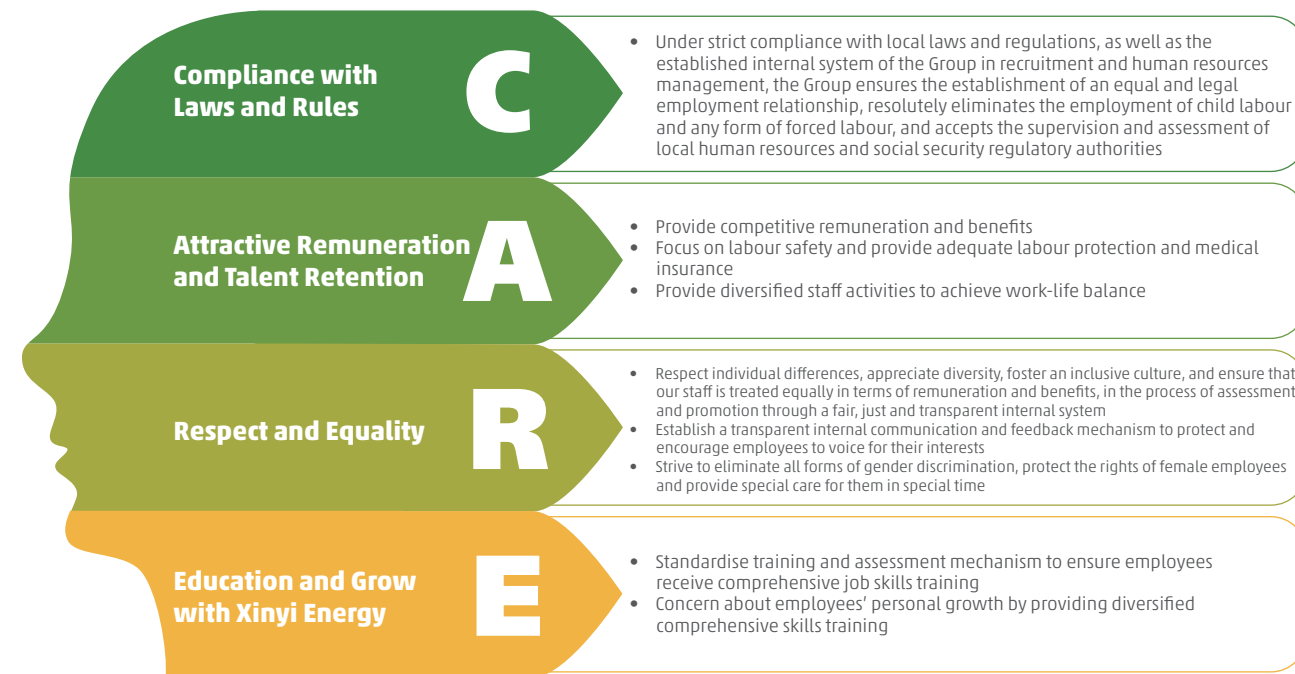 Compliance with
Laws and Rules
C
• Under strict compliance with local laws and regulations, as well as the
established internal system of the Group in recruitment and human resources
management, the Group ensures the establishment of an equal and legal
employment relationship, resolutely eliminates the employment of child labour
and any form of forced labour, and accepts the supervision and assessment of
local human resources and social security regulatory authorities
Attractive Remuneration
and Talent Retention
A
• Provide competitive remuneration and benefits
• Focus on labour safety and provide adequate labour protection and medical
insurance
• Provide diversified staff activities to achieve work-life balance
Respect and Equality
R
• Respect individual differences, appreciate diversity, foster an inclusive culture, and ensure that
our staff is treated equally in terms of remuneration and benefits, in the process of assessment
and promotion through a fair, just and transparent internal system
• Establish a transparent internal communication and feedback mechanism to protect and
encourage employees to voice for their interests
• Strive to eliminate all forms of gender discrimination, protect the rights of female employees
and provide special care for them in special time
Education and Grow
with Xinyi Energy
E
• Standardise training and assessment mechanism to ensure employees
receive comprehensive job skills training
• Concern about employees' personal growth by providing diversified
comprehensive skills training